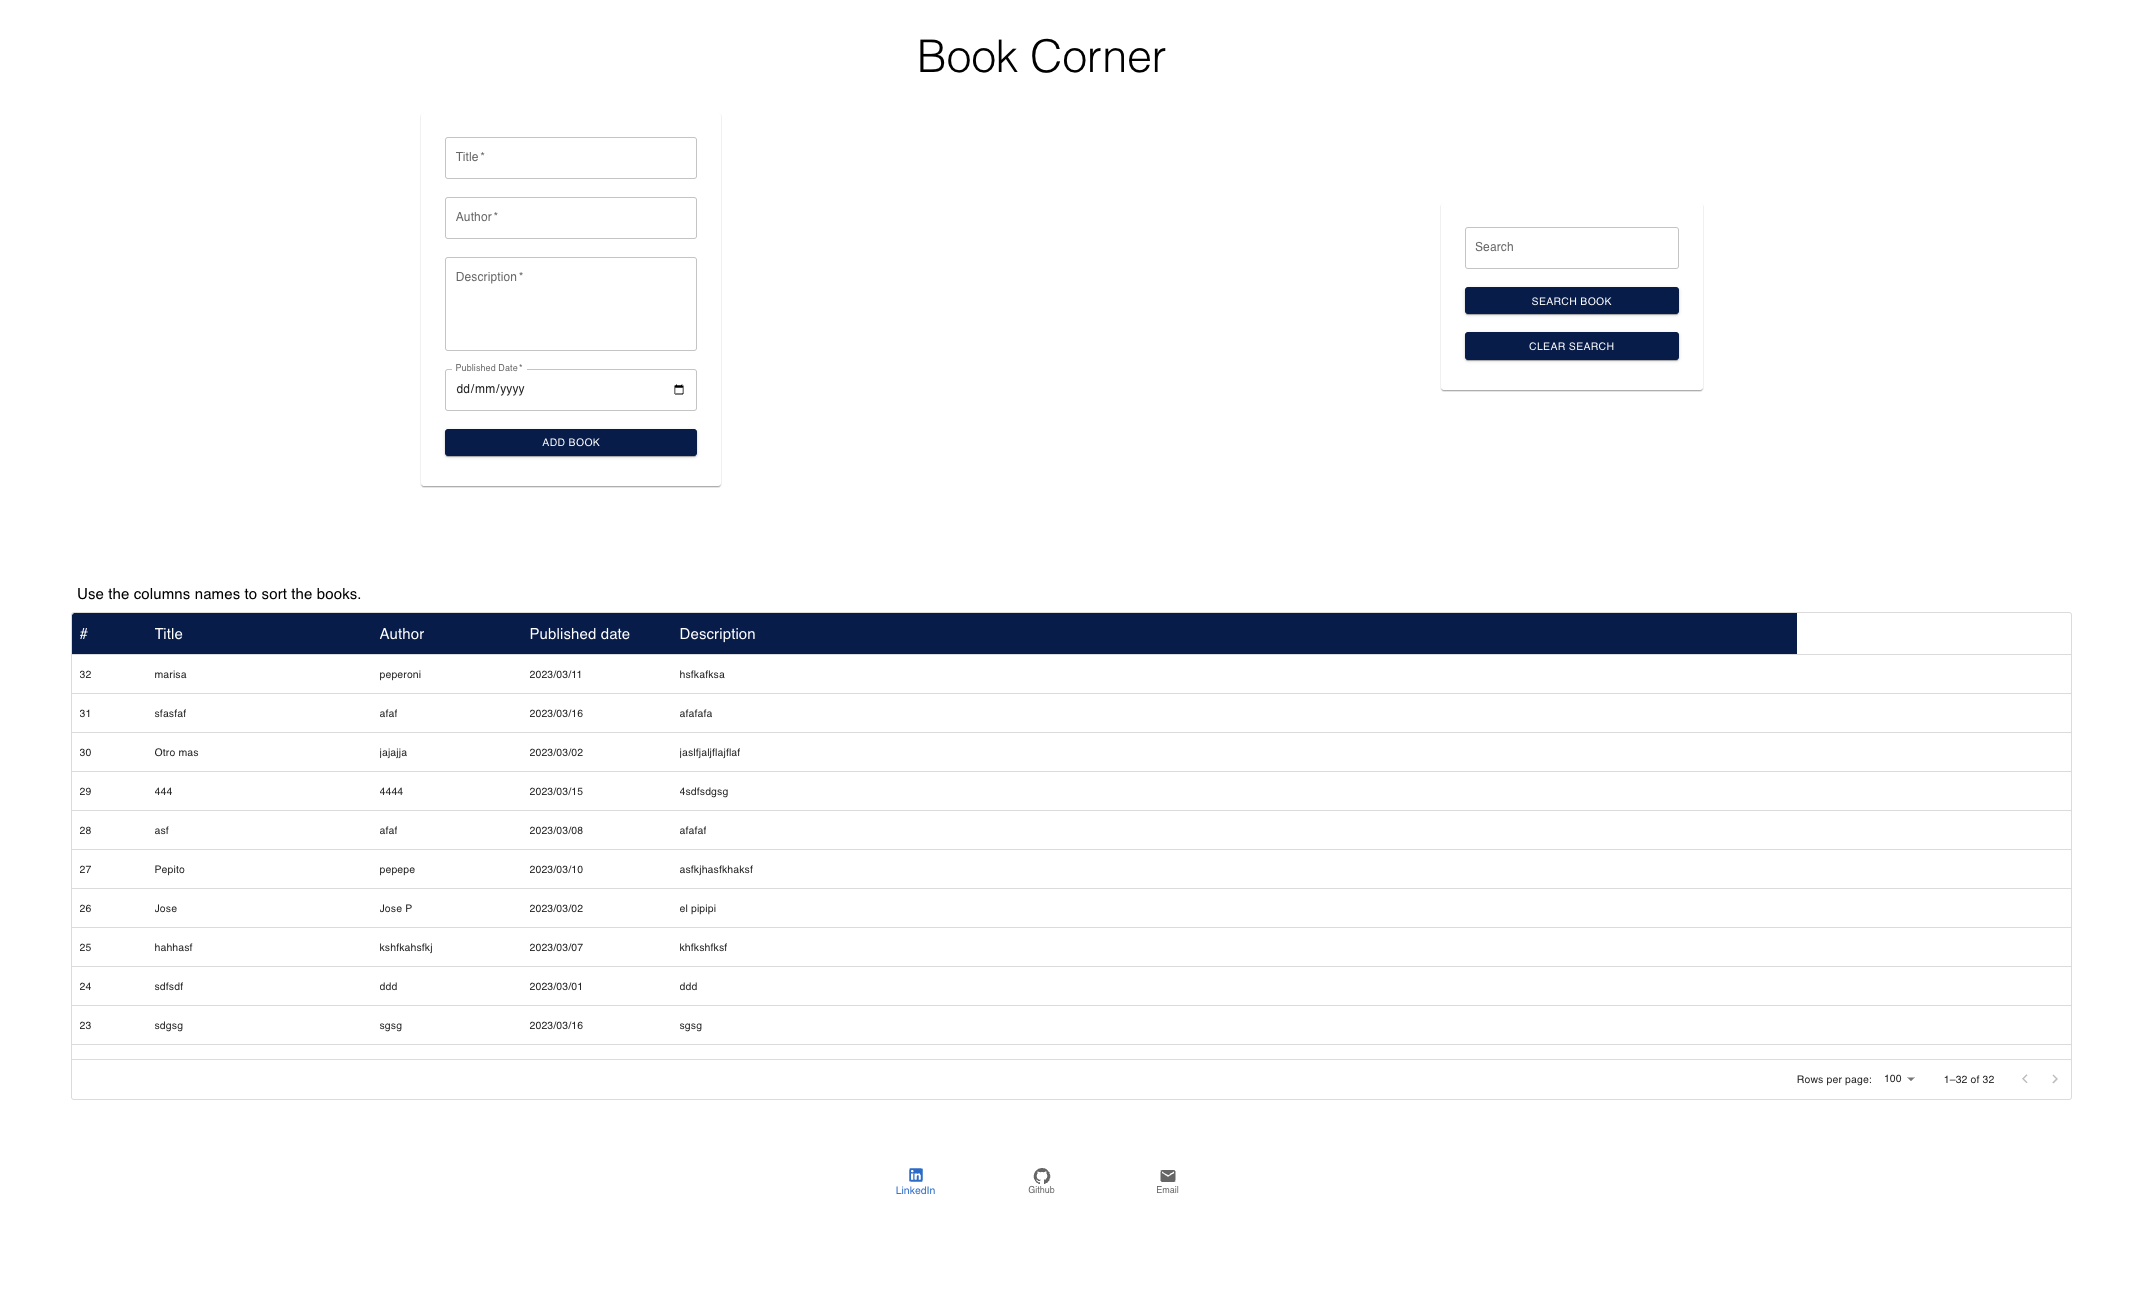 Book Corner
Title *
Author *
Description *
Published Date *
dd/mm/yyyy
ADD BOOK
Search
SEARCH BOOK
CLEAR SEARCH
Use the columns names to sort the books.
# Title Author Published date Description
32 marisa peperoni 2023/03/11 hsfkafksa
31 sfasfaf afaf 2023/03/16 afafafa
30 Otro mas jajajja 2023/03/02 jaslfjaljflajflaf
29 444 4444 2023/03/15 4sdfsdgsg
28 asf afaf 2023/03/08 afafaf
27 Pepito pepepe 2023/03/10 asfkjhasfkhaksf
26 Jose Jose P 2023/03/02 el pipipi
25 hahhasf kshfkahsfkj 2023/03/07 khfkshfksf
24 sdfsdf ddd 2023/03/01 ddd
23 sdgsg sgsg 2023/03/16 sgsg
Rows per page: 100 1–32 of 32
LinkedIn Github Email